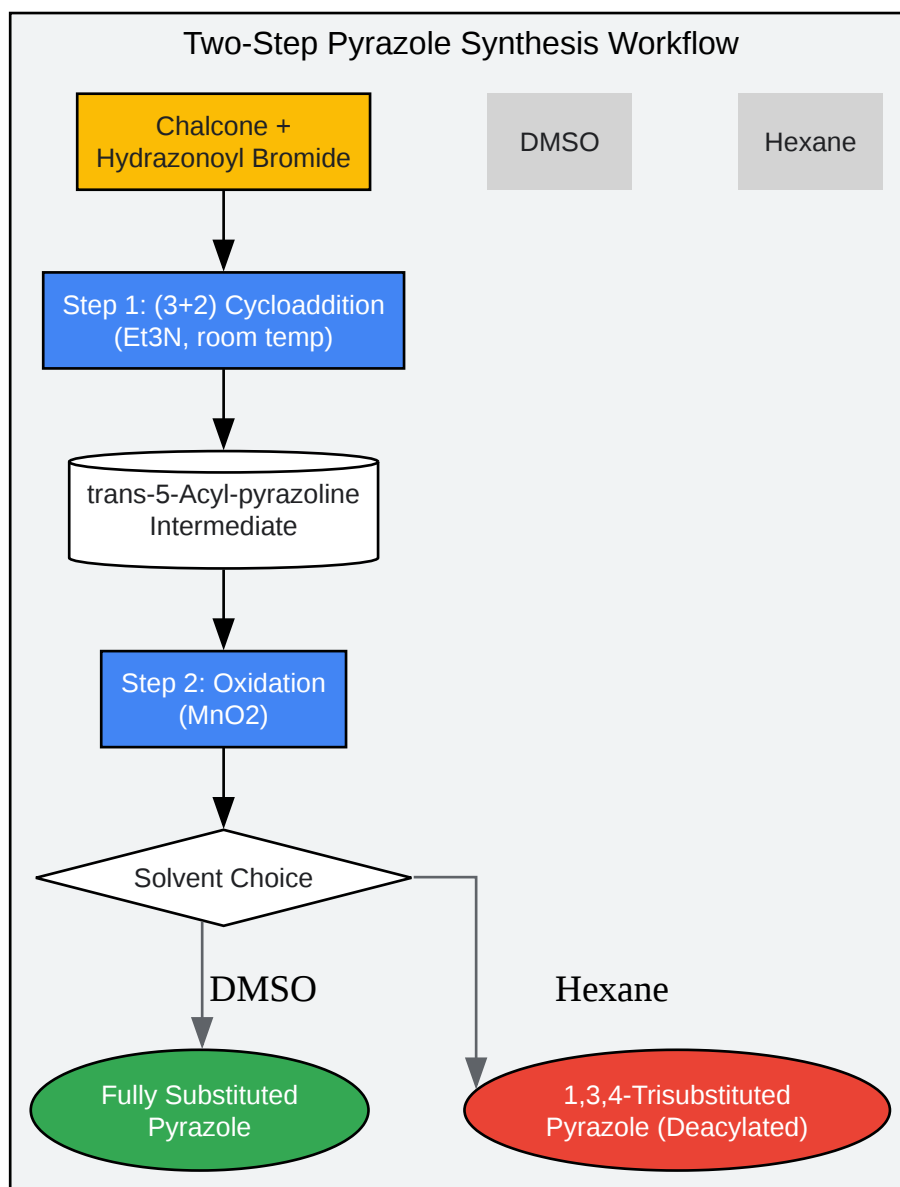 Two-Step Pyrazole Synthesis Workflow
Chalcone +
Hydrazonoyl Bromide
DMSO
Hexane
Step 1: (3+2) Cycloaddition
(Et3N, room temp)
trans-5-Acyl-pyrazoline
Intermediate
Step 2: Oxidation
(MnO2)
Solvent Choice
DMSO
Hexane
Fully Substituted
Pyrazole
1,3,4-Trisubstituted
Pyrazole (Deacylated)